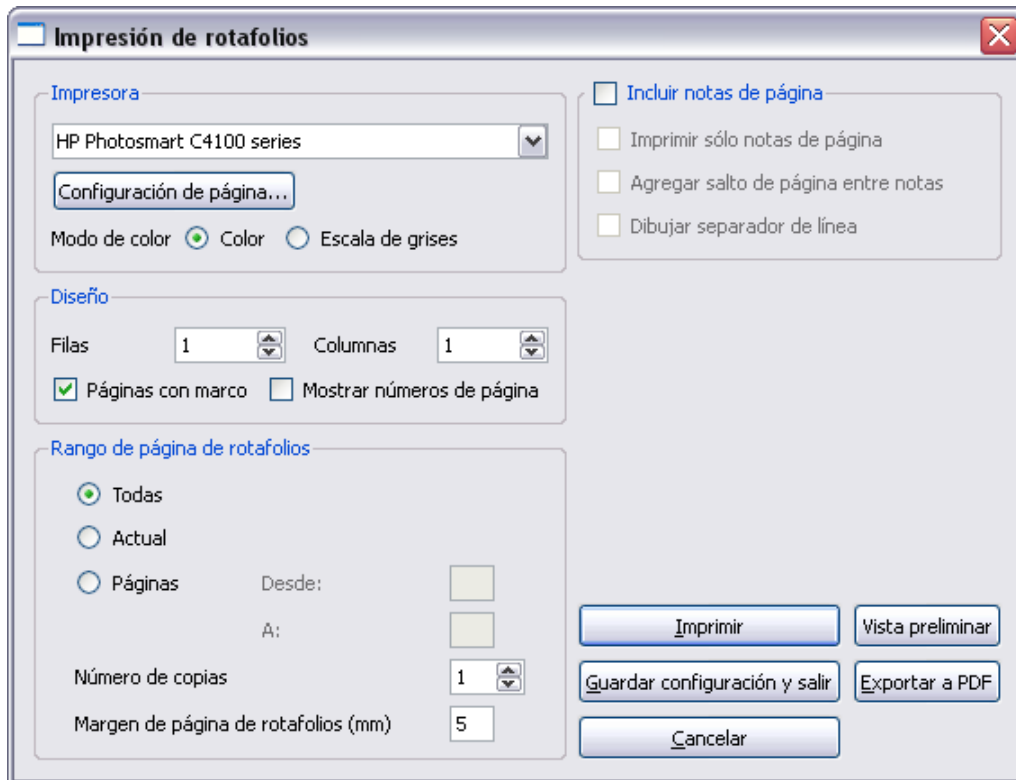 Impresión de rotafolios
Impresora
HP Photosmart C4100 series
Configuración de página...
Modo de color Color Escala de grises
Diseño
Filas 1 Columnas 1
Páginas con marco Mostrar números de página
Rango de página de rotafolios
Todas
Actual
Páginas Desde:
A:
Número de copias 1
Margen de página de rotafolios (mm) 5
Incluir notas de página
Imprimir sólo notas de página
Agregar salto de página entre notas
Dibujar separador de línea
Imprimir Vista preliminar
Guardar configuración y salir Exportar a PDF
Cancelar